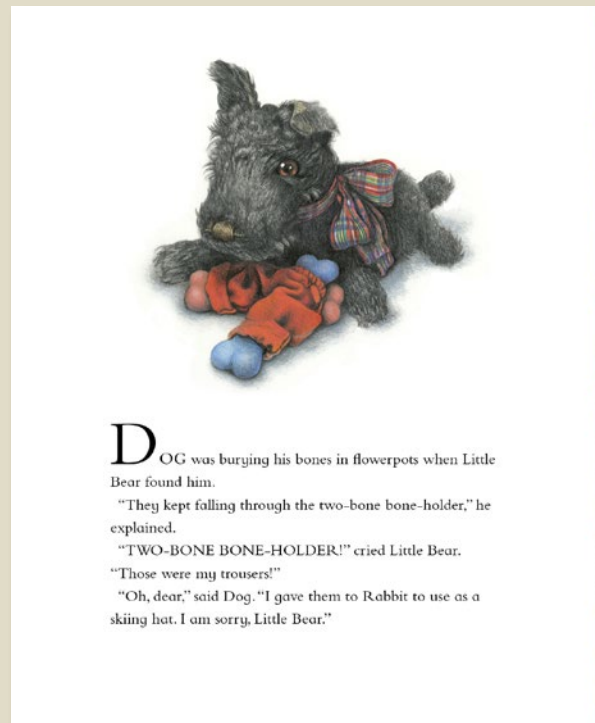 DOG was burying his bones in flowerpots when Little
Bear found him.
“They kept falling through the two-bone bone-holder,” he
explained.
“TWO-BONE BONE-HOLDER!” cried Little Bear.
“Those were my trousers!”
“Oh, dear,” said Dog. “I gave them to Rabbit to use as a
skiing hat. I am sorry, Little Bear.”